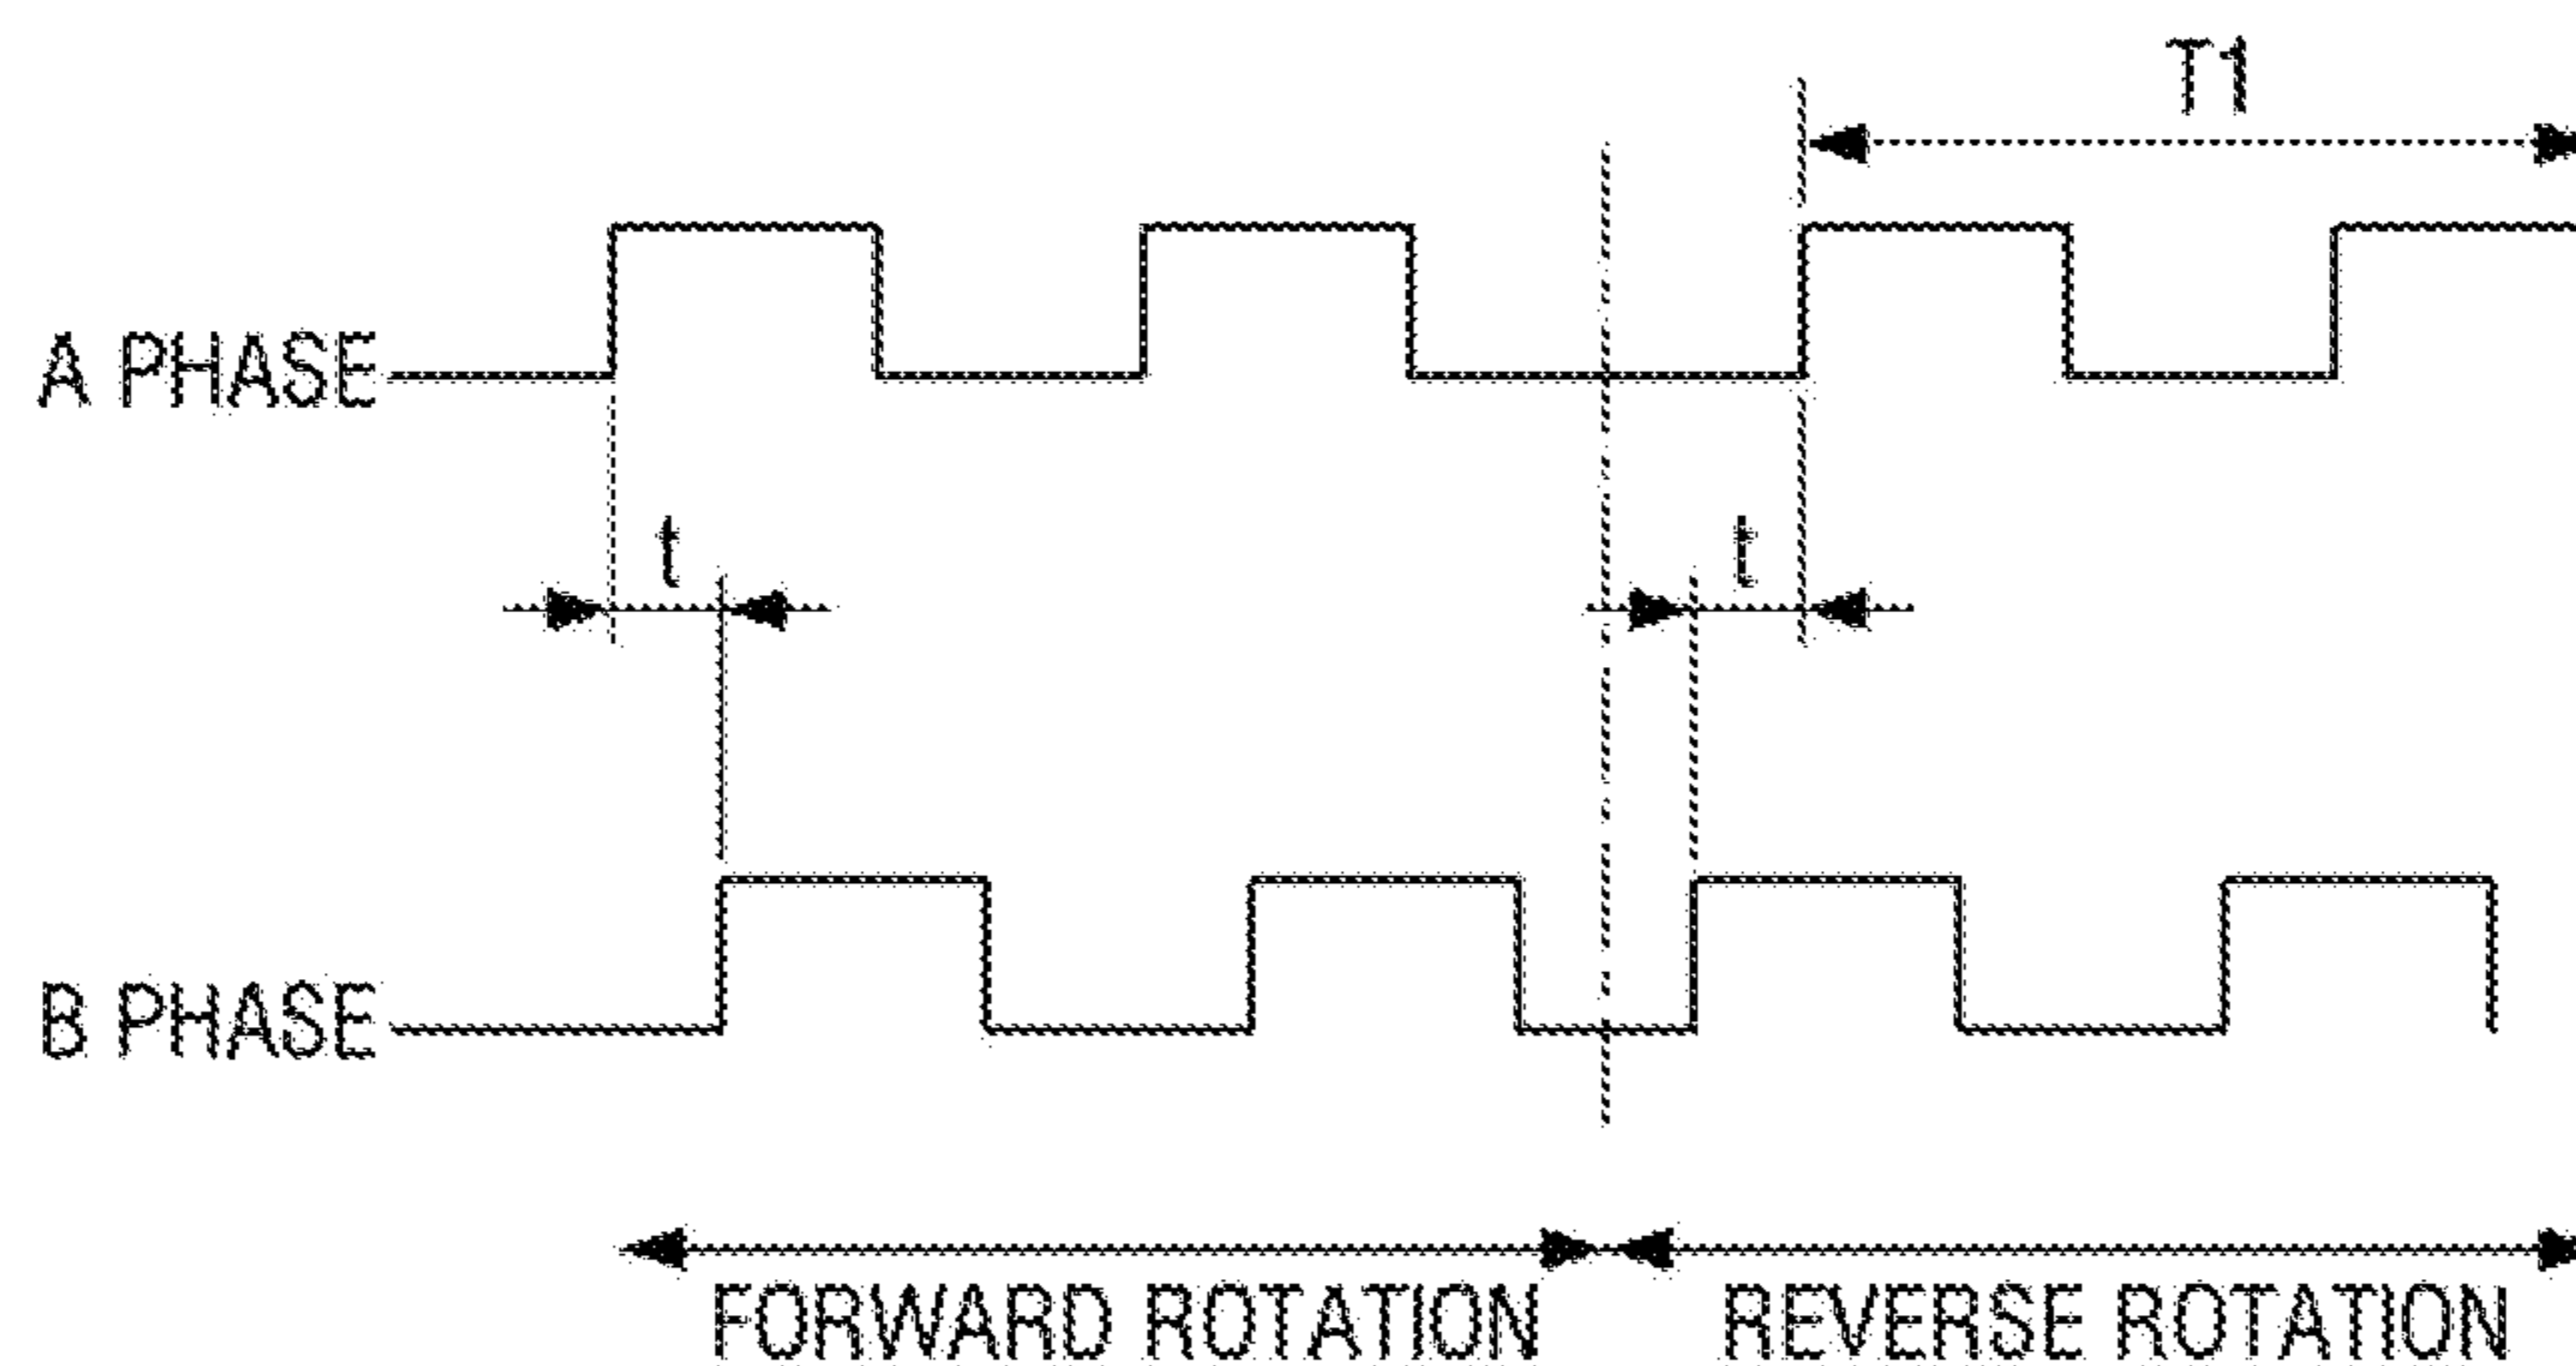 T1
A PHASE
t
t
B PHASE
FORWARD ROTATION
REVERSE ROTATION